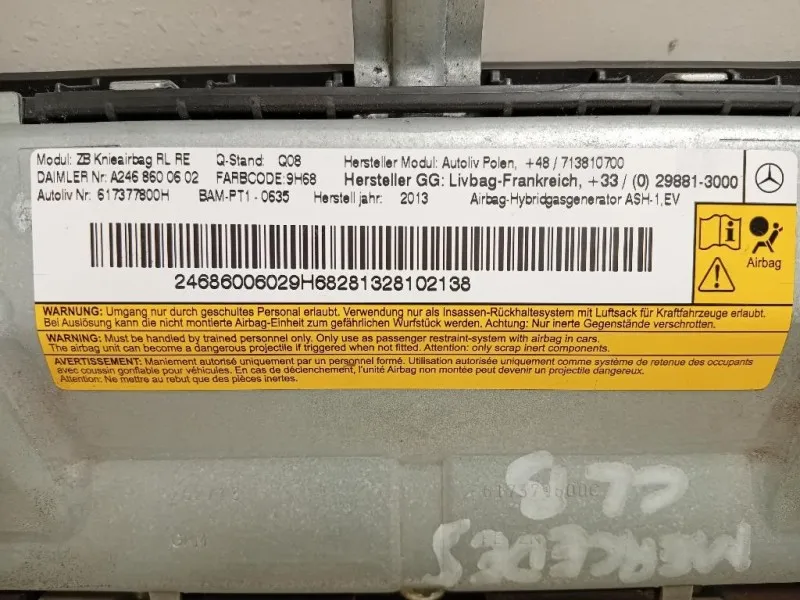 Modul: ZB Knieairbag RL RE Q-Stand: Q08 Hersteller Modul: Autoliv Polen, +48 / 713810700
DAIMLER Nr: A246 860 06 02 FARBCODE: 9H68 Hersteller GG: Livbag-Frankreich, +33 / (0) 29881-3000
Autoliv Nr: 617377800H BAM-PT1 - 0635 Herstelljahr: 2013 Airbag-Hybridgasgenerator ASH-1,EV
Airbag
24686006029H68281328102138
WARNUNG: Umgang nur durch geschultes Personal erlaubt. Verwendung nur als Insassen-Rückhaltesystem mit Luftsack für Kraftfahrzeuge erlaubt.
Bei Auslösung kann die nicht montierte Airbag-Einheit zum gefährlichen Wurfstück werden. Achtung: Nur inerte Gegenstände verschrotten.
WARNING: Must be handled by trained personnel only. Only use as passenger restraint-system with airbag in cars.
The airbag unit can become a dangerous projectile if triggered when not fitted. Attention: only scrap inert components.
AVERTISSEMENT: Maniement autorisé uniquement par un personnel formé. Utilisation autorisée uniquement comme système de retenue des occupants
avec coussin gonflable pour véhicules. En cas de déclenchement, l'unité Airbag non montée peut devenir un projectile dangereux.
Attention: Ne mettre au rebut que des pièces inertes.
MERCEDES